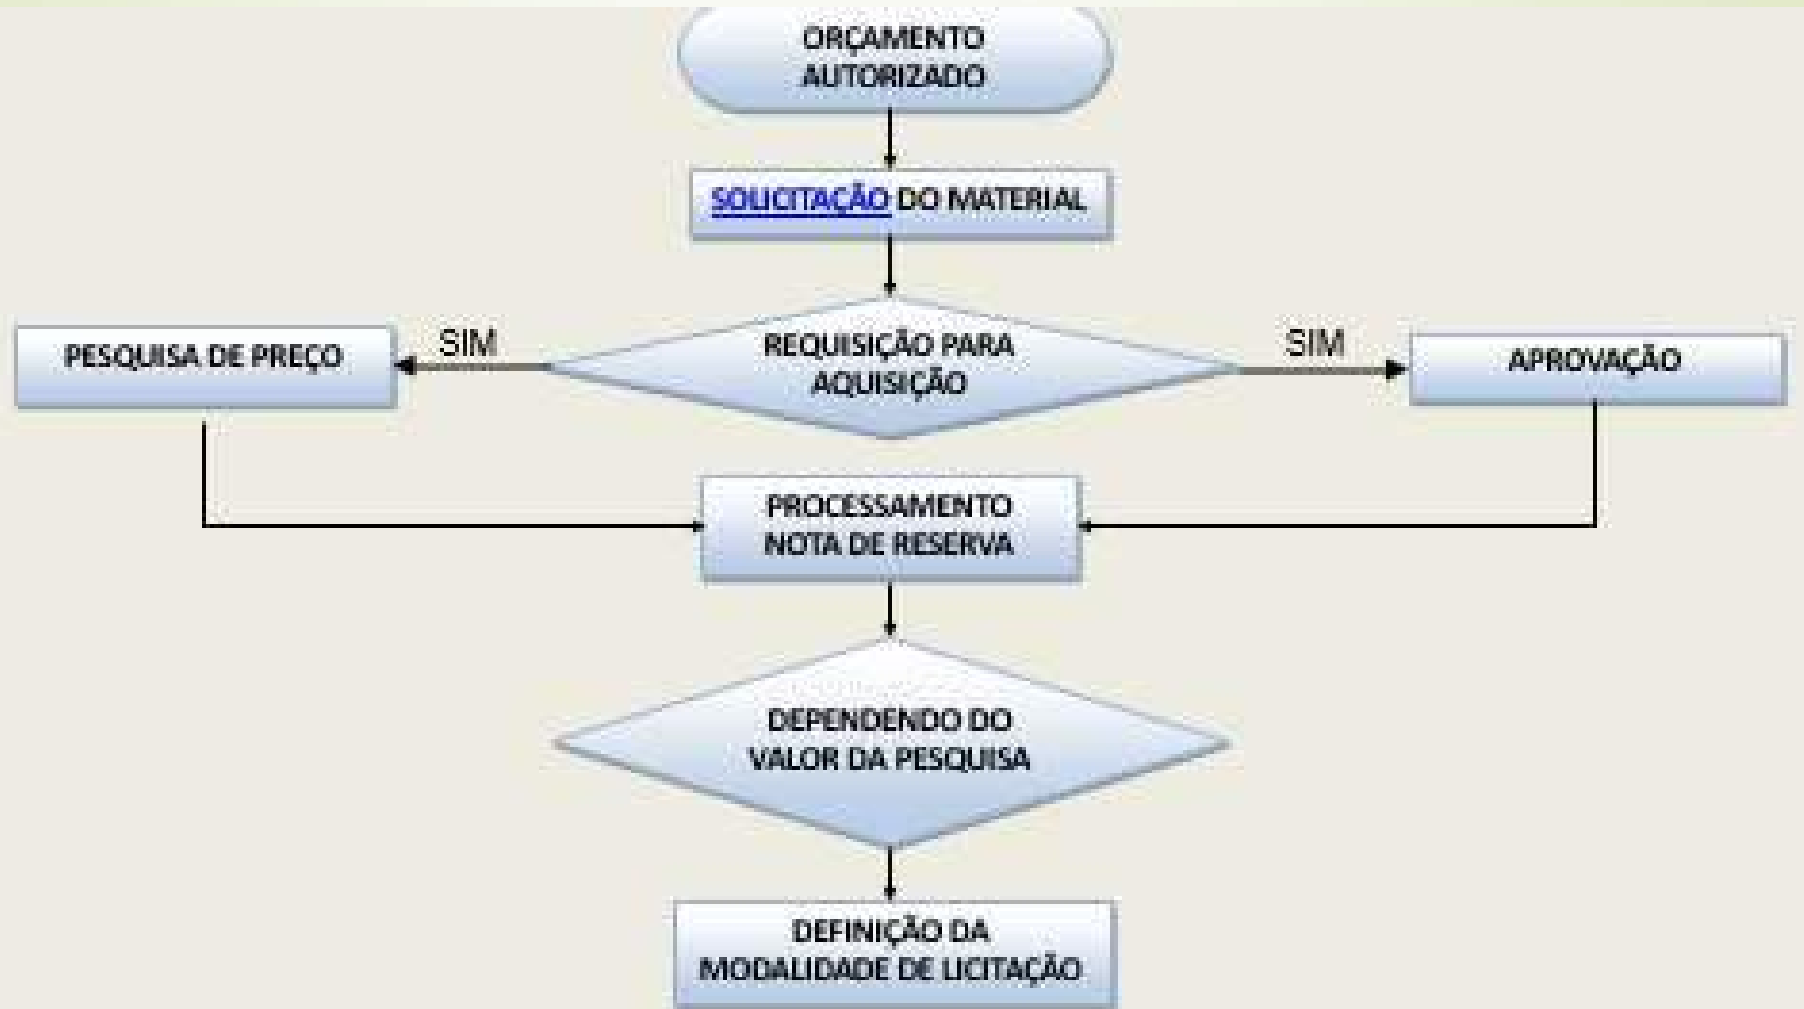 ORÇAMENTO
AUTORIZADO
SOLICITAÇÃO DO MATERIAL
PESQUISA DE PREÇO
SIM
REQUISIÇÃO PARA
AQUISIÇÃO
SIM
APROVAÇÃO
PROCESSAMENTO
NOTA DE RESERVA
DEPENDENDO DO
VALOR DA PESQUISA
DEFINIÇÃO DA
MODALIDADE DE LICITAÇÃO